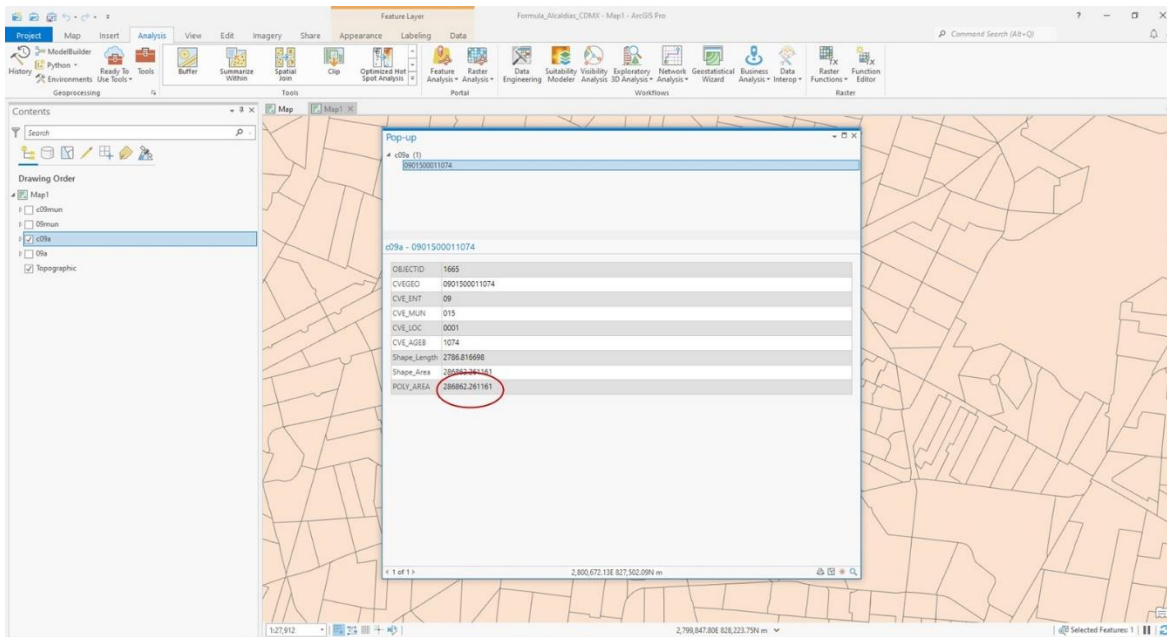 Feature Layer
Formula_Alcaldias_CDMX - Map1 - ArcGIS Pro
Project Map Insert Analysis View Edit Imagery Share Appearance Labeling Data
Command Search (Alt+Q)
History
ModelBuilder
Python
Environments
Ready To Use Tools
Tools
Buffer
Summarize Within
Spatial Join
Clip
Optimized Hot Spot Analysis
Feature Analysis
Raster Analysis
Data Engineering
Suitability Modeler
Visibility Analysis
Exploratory 3D Analysis
Network Analysis
Geostatistical Wizard
Business Analysis
Data Interop
Raster Functions
Function Editor
Geoprocessing
Tools
Portal
Workflows
Raster
Contents
Map
Map1
Search
Drawing Order
Map1
c09mun
09mun
c09a
09a
Topographic
Pop-up
c09a (1)
0901500011074
c09a - 0901500011074
OBJECTID 1665
CVEGEO 0901500011074
CVE_ENT 09
CVE_MUN 015
CVE_LOC 0001
CVE_AGEB 1074
Shape_Length 2786.816698
Shape_Area 286862.261161
POLY_AREA 286862.261161
1 of 1
2,800,672.13E 827,502.09N m
1:27,912
2,799,847.80E 828,223.75N m
Selected Features: 1